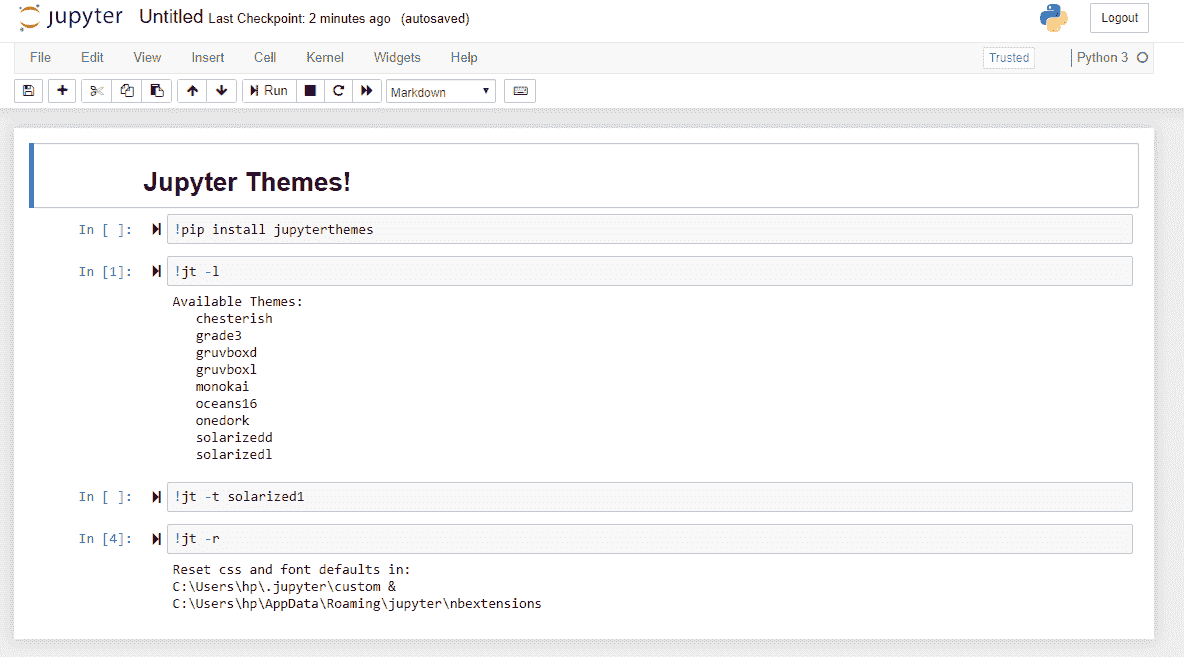 jupyter Untitled Last Checkpoint: 2 minutes ago (autosaved) Logout
File Edit View Insert Cell Kernel Widgets Help Trusted Python 3
Run Markdown
Jupyter Themes!
In [ ]: !pip install jupyterthemes
In [1]: !jt -l
Available Themes:
chesterish
grade3
gruvboxd
gruvboxl
monokai
oceans16
onedork
solarizedd
solarizedl
In [ ]: !jt -t solarized1
In [4]: !jt -r
Reset css and font defaults in:
C:\Users\hp\.jupyter\custom &
C:\Users\hp\AppData\Roaming\jupyter\nbextensions